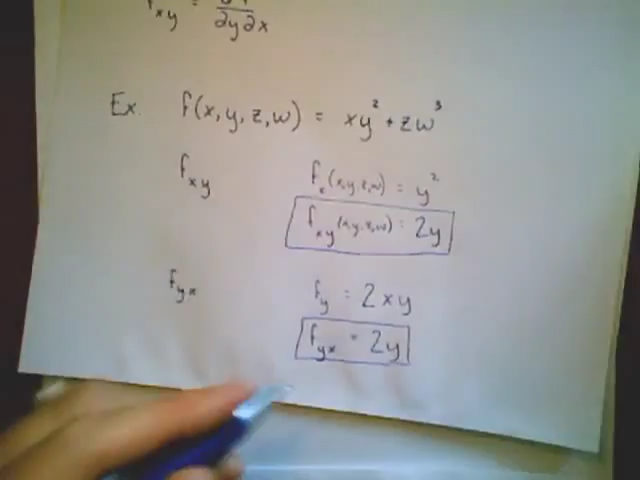 f_xy = ∂²f/∂y∂x
Ex. f(x,y,z,w) = xy² + zw³
f_xy
f_x(x,y,z,w) = y²
f_xy(x,y,z,w) = 2y
f_yx
f_y = 2xy
f_yx = 2y